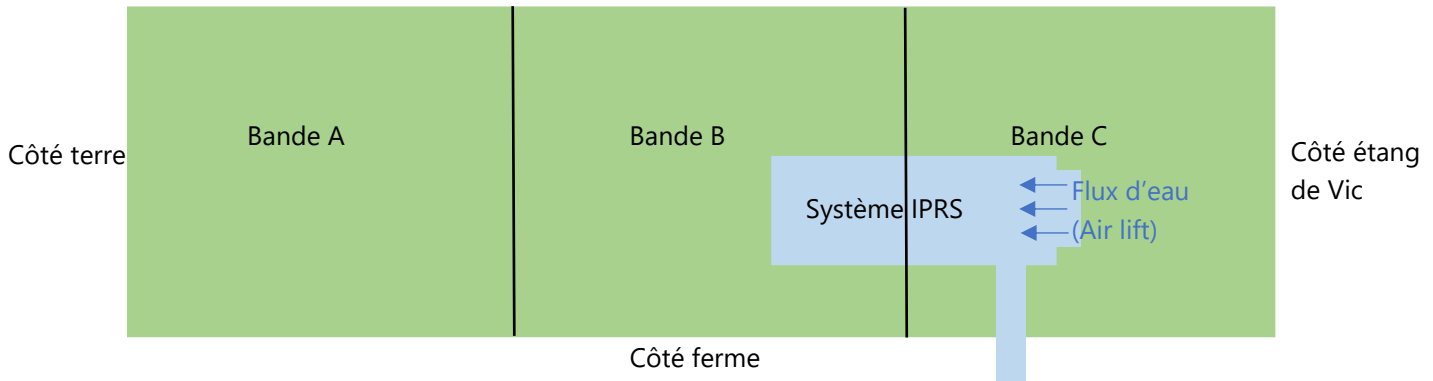 Bande A
Bande B
Bande C
Côté terre
Côté étang
de Vic
Système IPRS
Flux d’eau
(Air lift)
Côté ferme